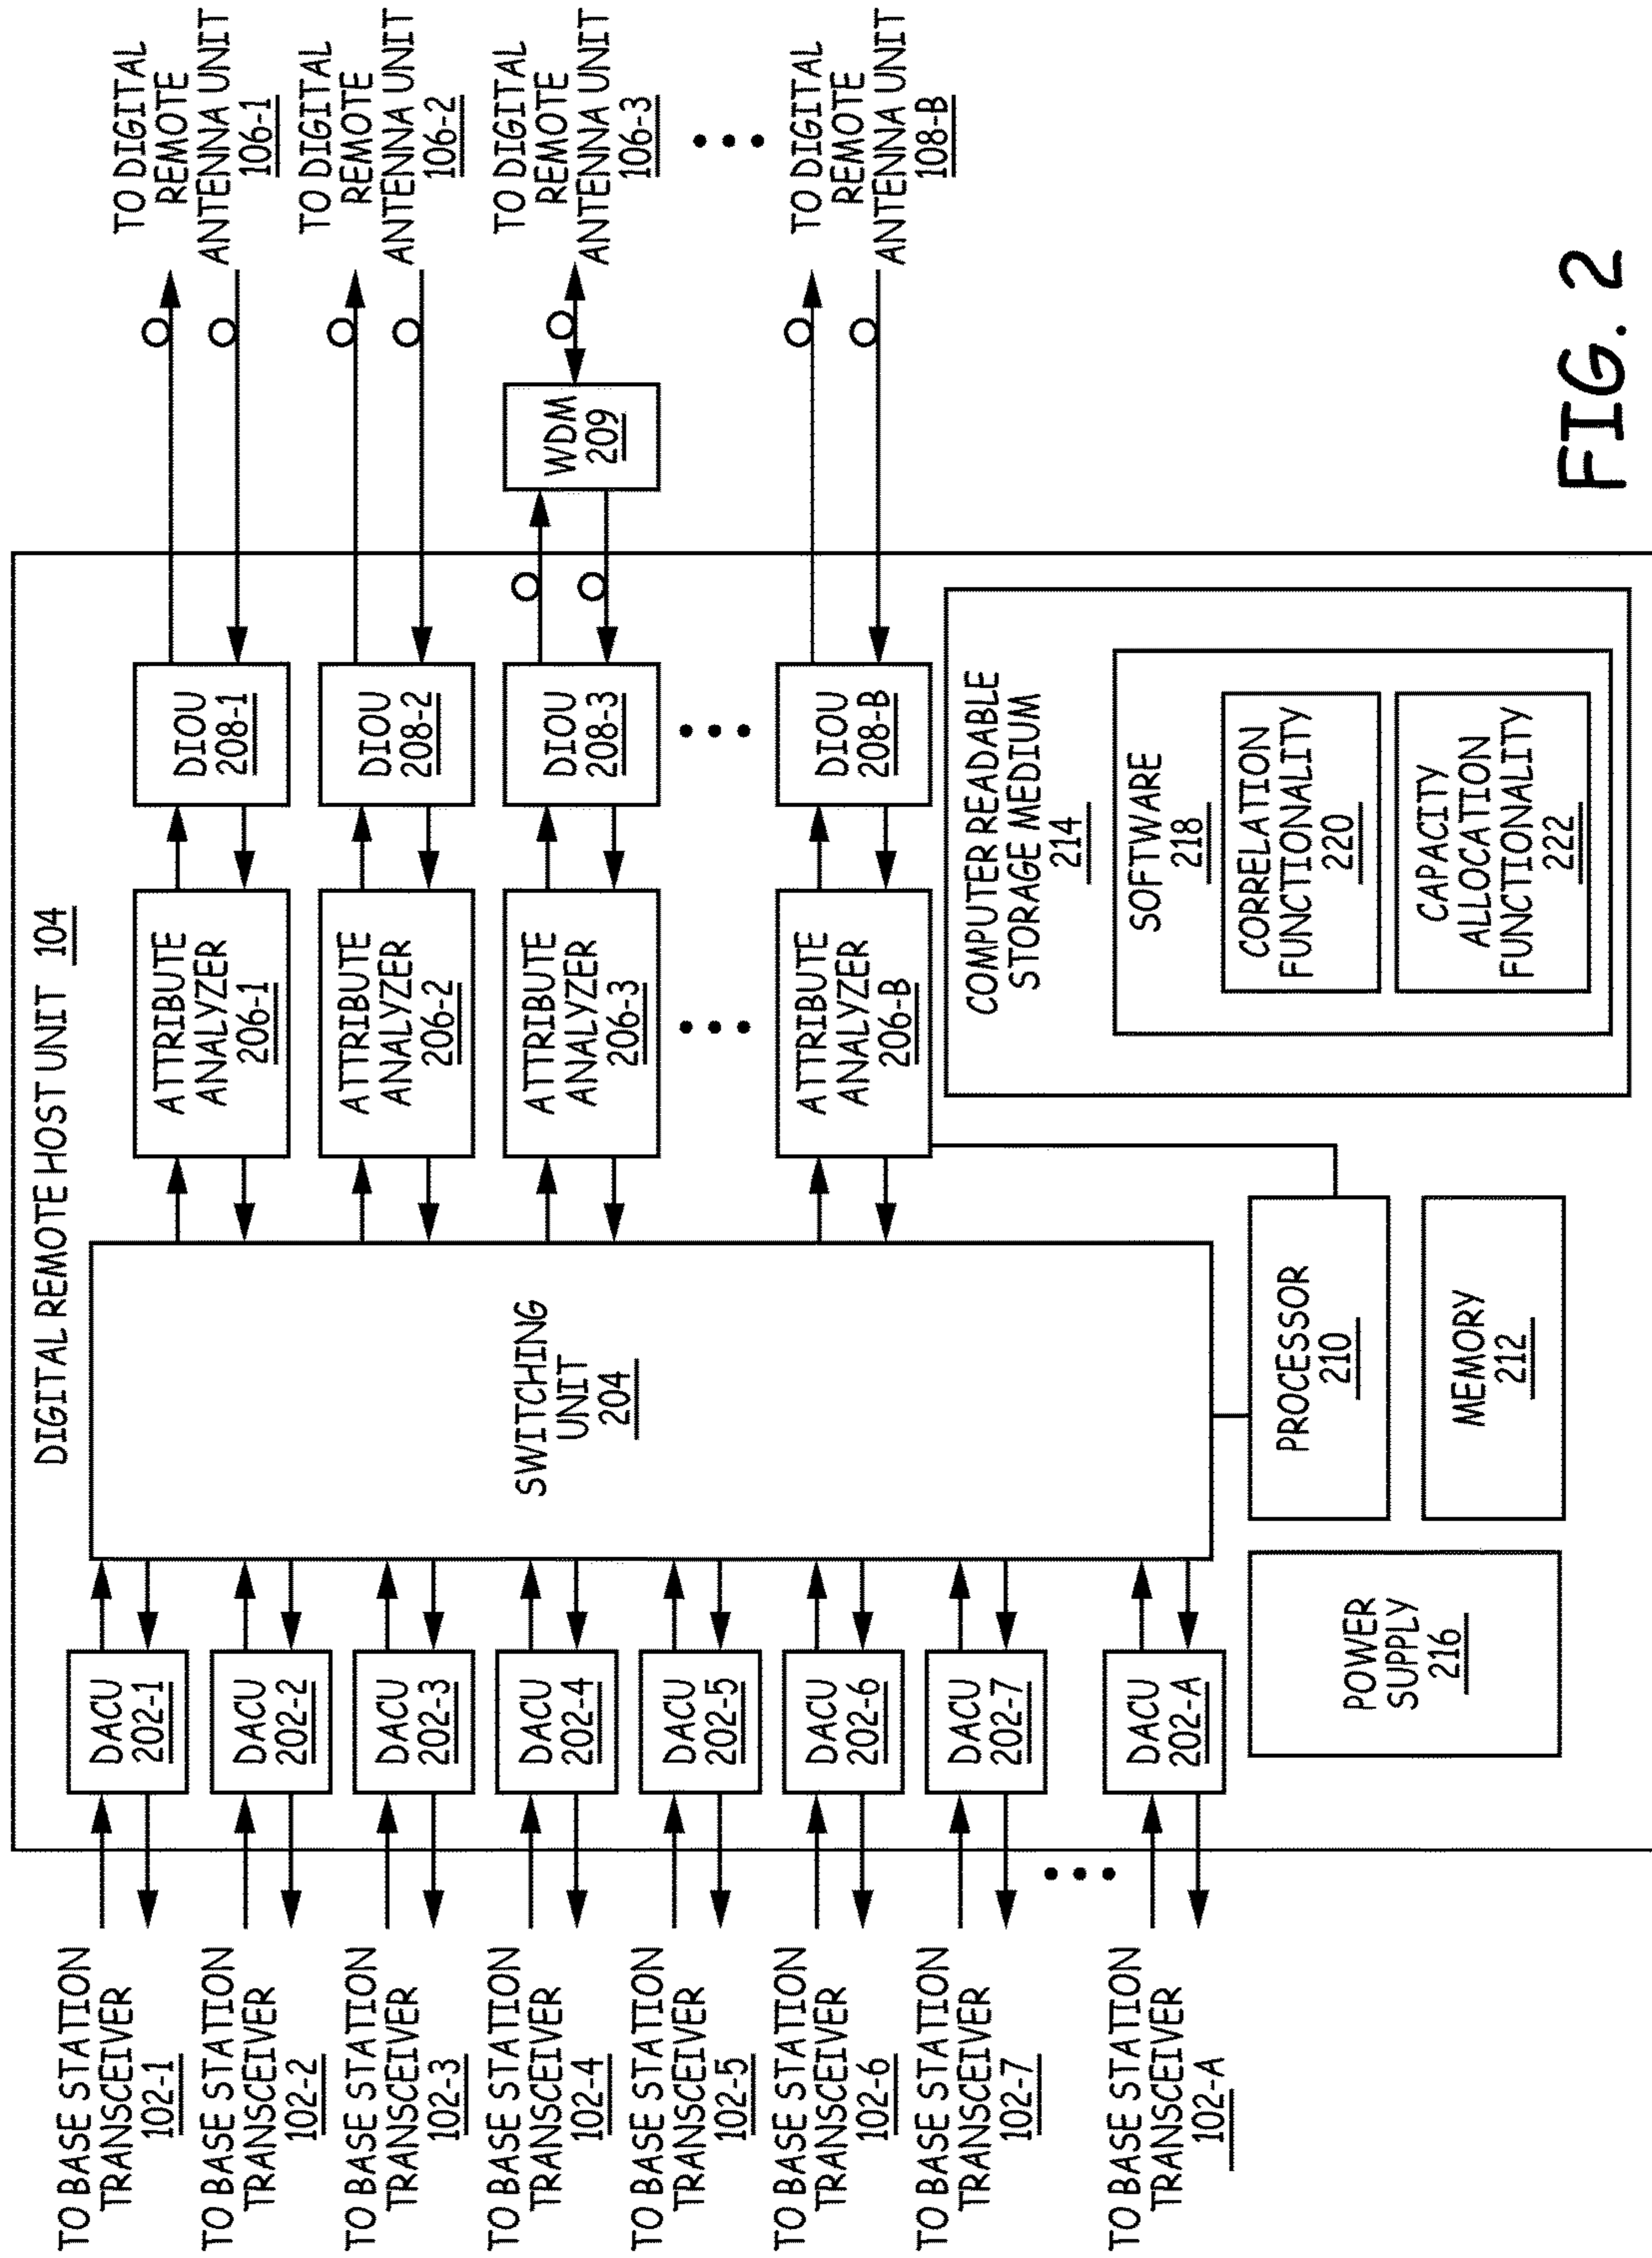 DIGITAL REMOTE HOST UNIT 104
TO BASE STATION
TRANSCEIVER
102-1
TO BASE STATION
TRANSCEIVER
102-2
TO BASE STATION
TRANSCEIVER
102-3
TO BASE STATION
TRANSCEIVER
102-4
TO BASE STATION
TRANSCEIVER
102-5
TO BASE STATION
TRANSCEIVER
102-6
TO BASE STATION
TRANSCEIVER
102-7
TO BASE STATION
TRANSCEIVER
102-A
DACU
202-1
DACU
202-2
DACU
202-3
DACU
202-4
DACU
202-5
DACU
202-6
DACU
202-7
DACU
202-A
SWITCHING
UNIT
204
ATTRIBUTE
ANALYZER
206-1
ATTRIBUTE
ANALYZER
206-2
ATTRIBUTE
ANALYZER
206-3
ATTRIBUTE
ANALYZER
206-B
DIOU
208-1
DIOU
208-2
DIOU
208-3
DIOU
208-B
WDM
209
TO DIGITAL
REMOTE
ANTENNA UNIT
106-1
TO DIGITAL
REMOTE
ANTENNA UNIT
106-2
TO DIGITAL
REMOTE
ANTENNA UNIT
106-3
TO DIGITAL
REMOTE
ANTENNA UNIT
108-B
POWER
SUPPLY
216
PROCESSOR
210
MEMORY
212
COMPUTER READABLE
STORAGE MEDIUM
214
SOFTWARE
218
CORRELATION
FUNCTIONALITY
220
CAPACITY
ALLOCATION
FUNCTIONALITY
222
FIG. 2